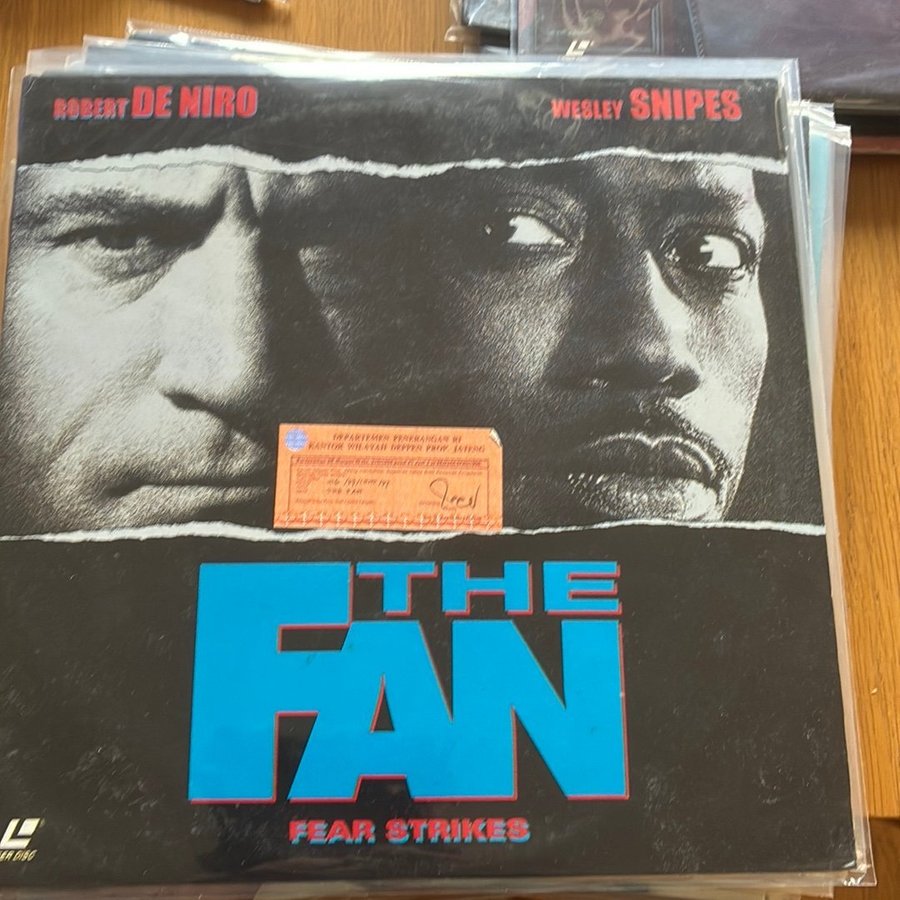 ROBERT DE NIRO
WESLEY SNIPES
DEPARTEMEN PENERANGAN RI
KANTOR WILAYAH DEPPEN PROP. JATENG
THE FAN
THE
FAN
FEAR STRIKES
DISC